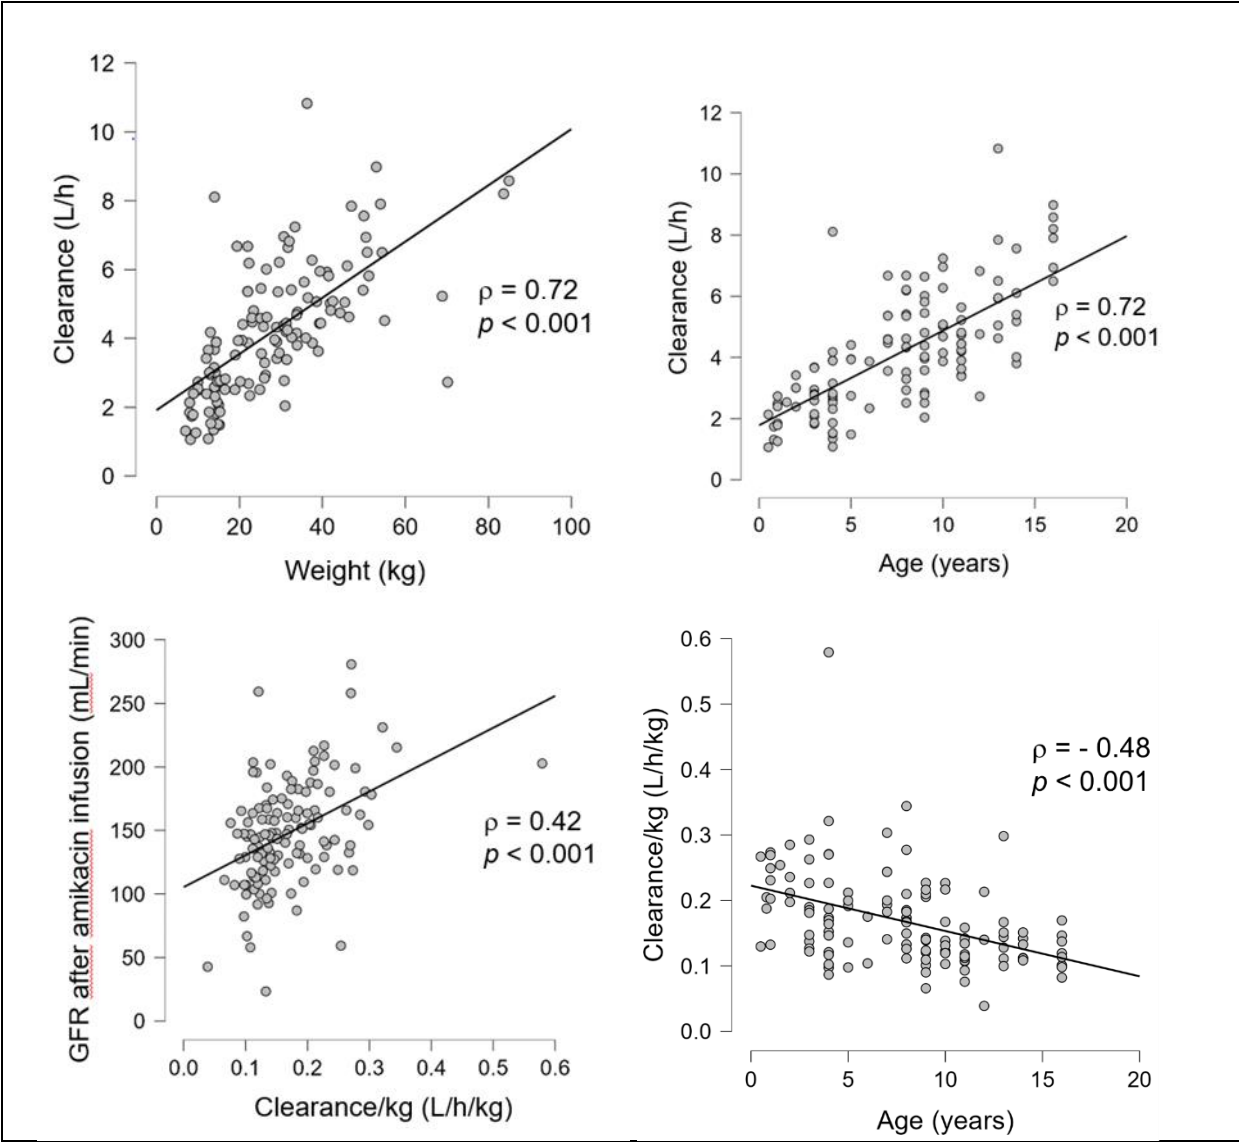 12
10
8
6
4
2
0
Clearance (L/h)
ρ = 0.72
p < 0.001
0 20 40 60 80 100
Weight (kg)
12
10
8
6
4
2
0
Clearance (L/h)
ρ = 0.72
p < 0.001
0 5 10 15 20
Age (years)
300
250
200
150
100
50
0
GFR after amikacin infusion (mL/min)
ρ = 0.42
p < 0.001
0.0 0.1 0.2 0.3 0.4 0.5 0.6
Clearance/kg (L/h/kg)
0.6
0.5
0.4
0.3
0.2
0.1
0.0
Clearance/kg (L/h/kg)
ρ = - 0.48
p < 0.001
0 5 10 15 20
Age (years)